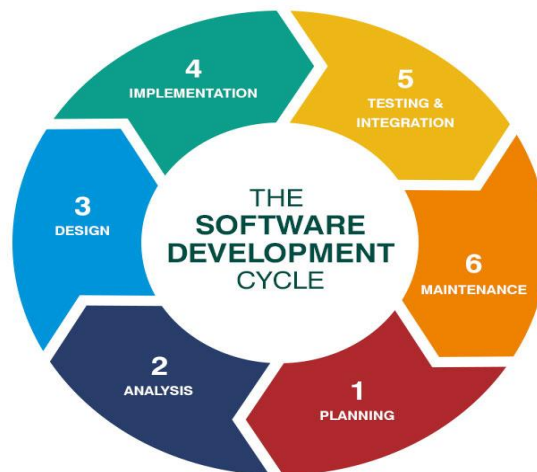 THE
SOFTWARE
DEVELOPMENT
CYCLE
1
PLANNING
2
ANALYSIS
3
DESIGN
4
IMPLEMENTATION
5
TESTING &
INTEGRATION
6
MAINTENANCE